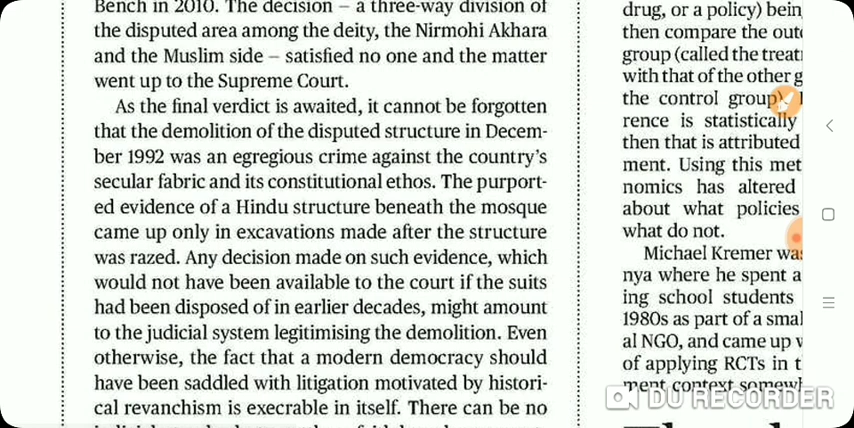 Bench in 2010. The decision – a three-way division of
the disputed area among the deity, the Nirmohi Akhara
and the Muslim side – satisfied no one and the matter
went up to the Supreme Court.
As the final verdict is awaited, it cannot be forgotten
that the demolition of the disputed structure in Decem-
ber 1992 was an egregious crime against the country's
secular fabric and its constitutional ethos. The purport-
ed evidence of a Hindu structure beneath the mosque
came up only in excavations made after the structure
was razed. Any decision made on such evidence, which
would not have been available to the court if the suits
had been disposed of in earlier decades, might amount
to the judicial system legitimising the demolition. Even
otherwise, the fact that a modern democracy should
have been saddled with litigation motivated by histori-
cal revanchism is execrable in itself. There can be no
drug, or a policy)
then compare the
group (called the
with that of the other
the control group)
rence is statistically
then that is attributed
ment. Using this
nomics has altered
about what policies
what do not.
Michael Kremer
nya where he spent a
ing school students
1980s as part of a
al NGO, and came up
of applying RCTs in
ment context
DU RECORDER